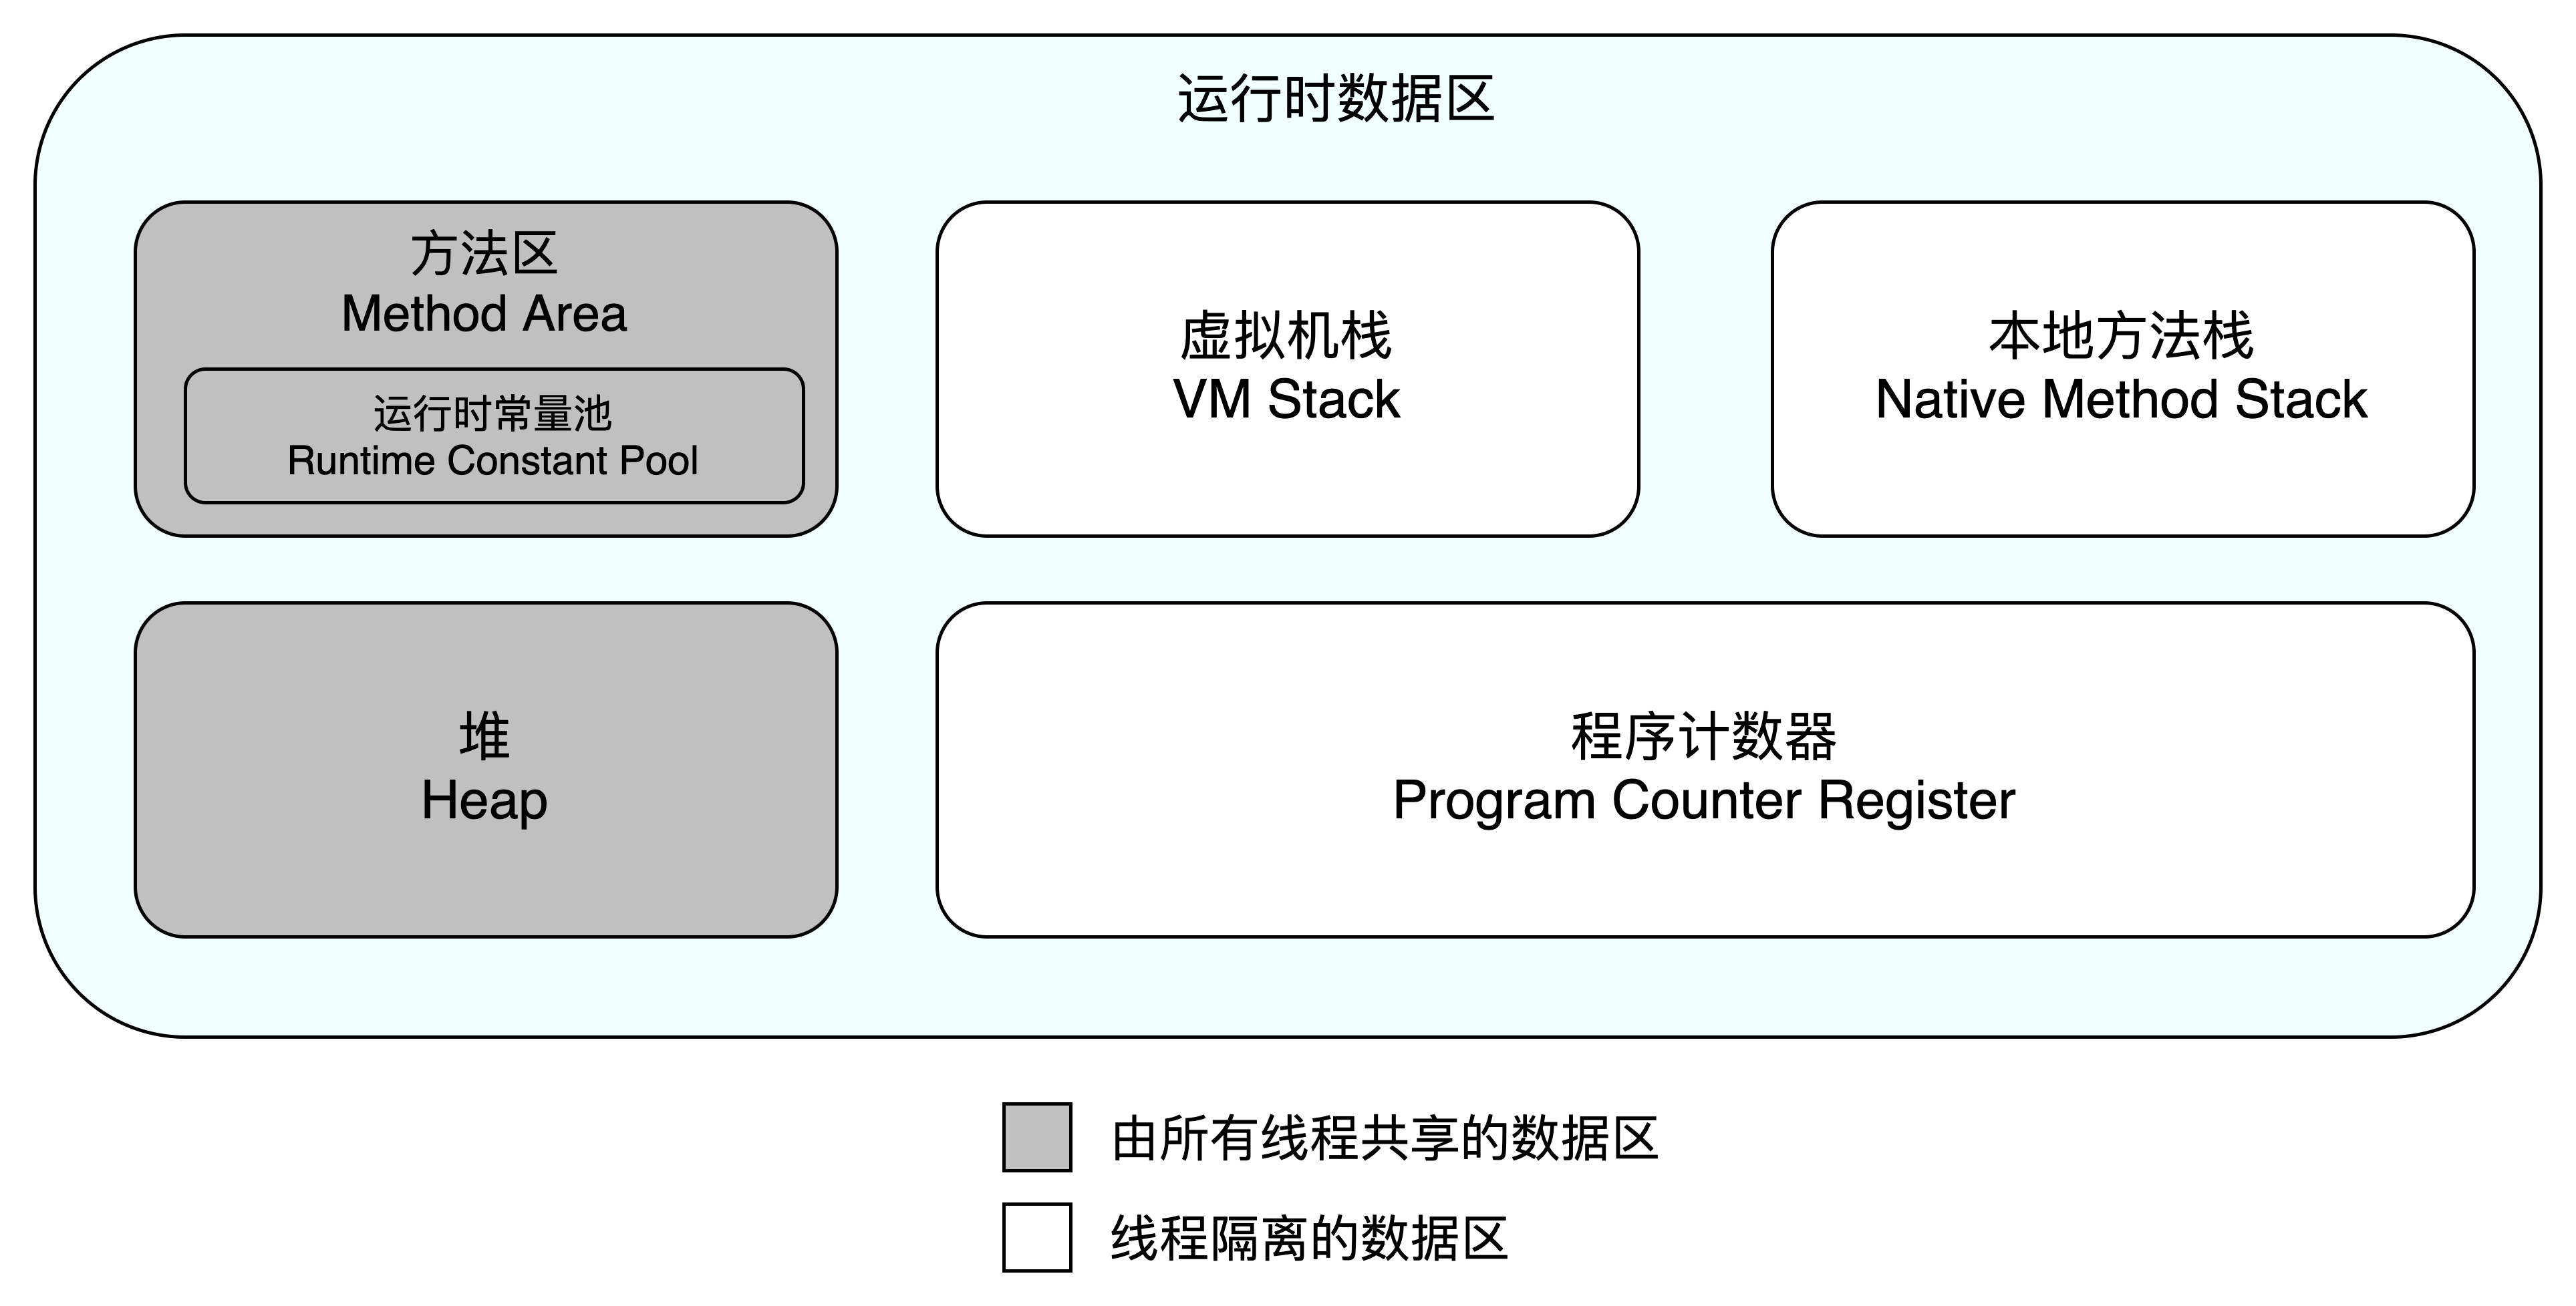 运行时数据区
方法区
Method Area
运行时常量池
Runtime Constant Pool
虚拟机栈
VM Stack
本地方法栈
Native Method Stack
堆
Heap
程序计数器
Program Counter Register
由所有线程共享的数据区
线程隔离的数据区